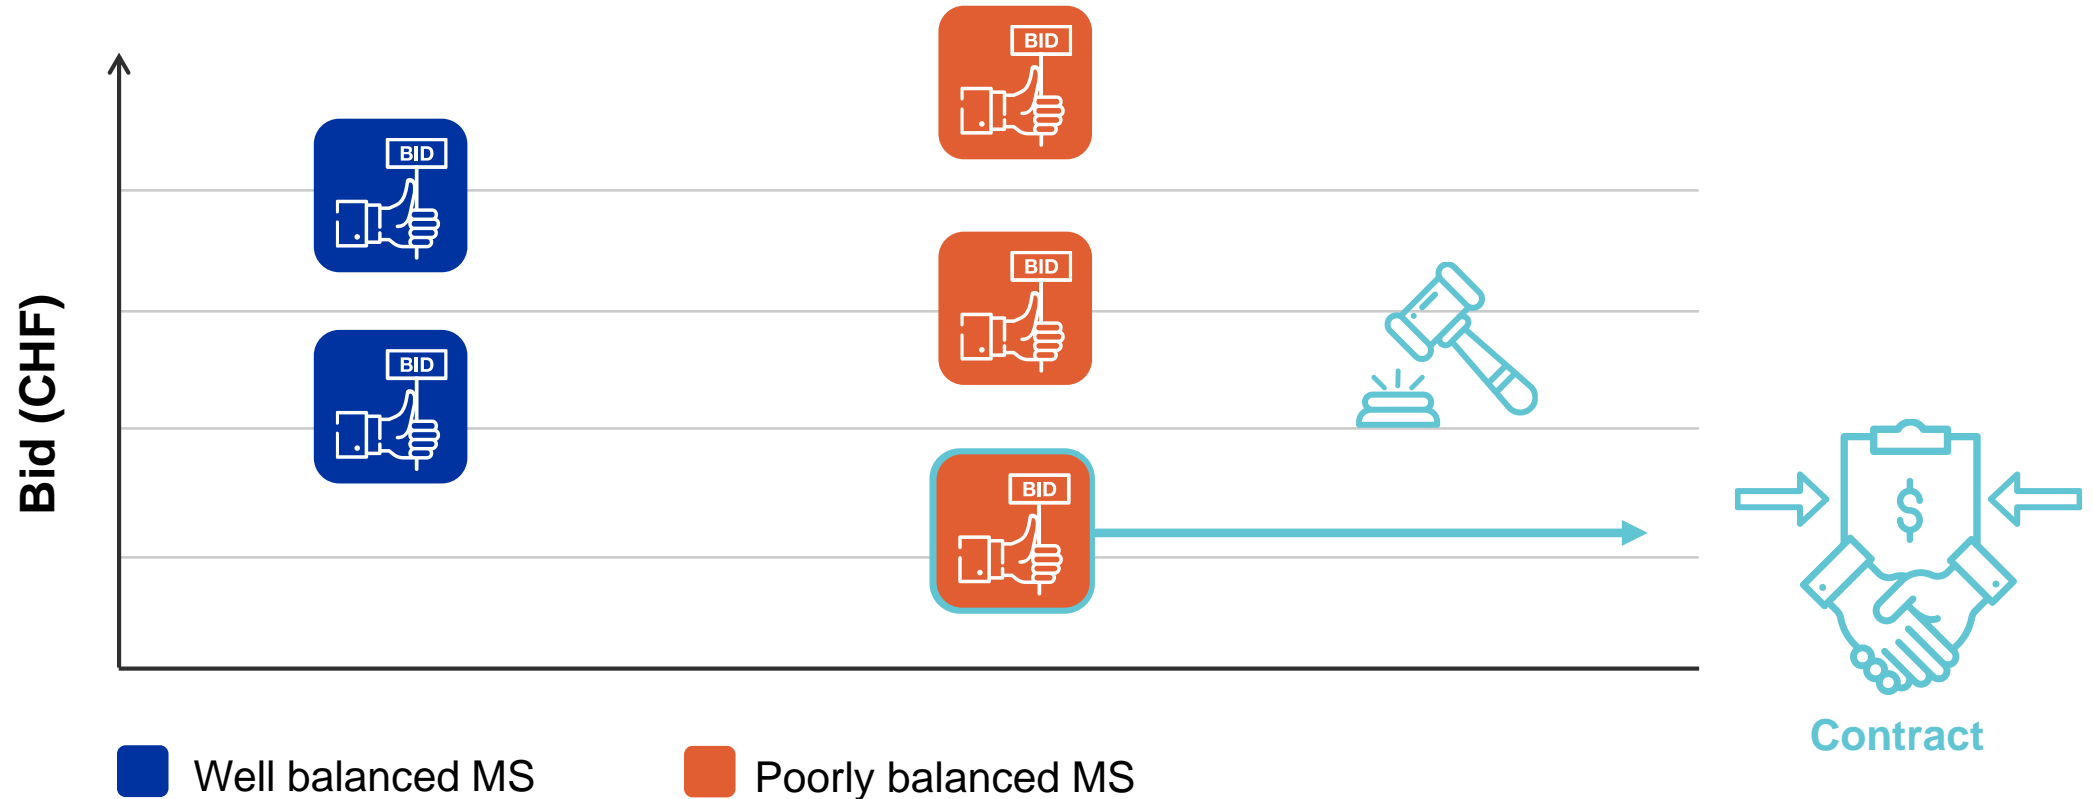 BID
BID
BID
BID
BID
Bid (CHF)
$
Contract
Well balanced MS
Poorly balanced MS